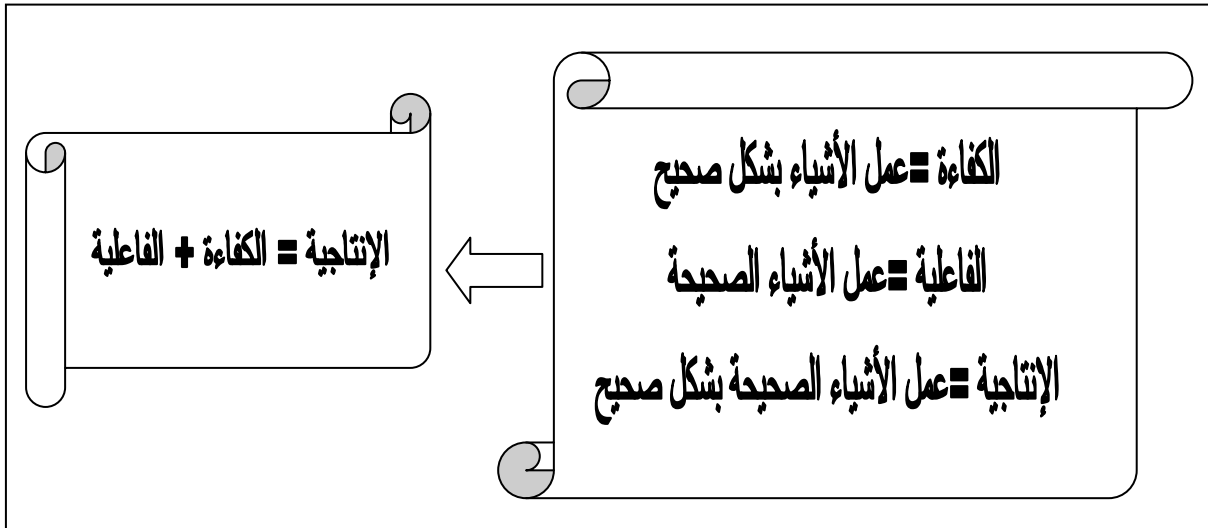 الكفاءة =عمل الأشياء بشكل صحيح
الفاعلية =عمل الأشياء الصحيحة
الإنتاجية =عمل الأشياء الصحيحة بشكل صحيح
الإنتاجية = الكفاءة + الفاعلية